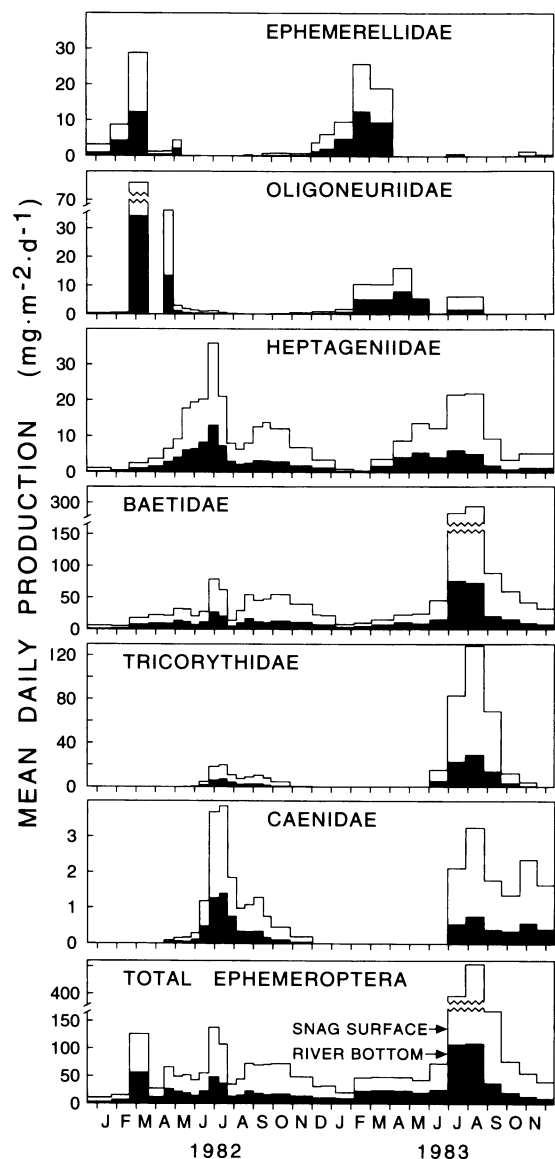 MEAN DAILY PRODUCTION (mg·m-2·d-1)
EPHEMERELLIDAE
30
20
10
0
OLIGONEURIIDAE
70
30
20
10
0
HEPTAGENIIDAE
30
20
10
0
BAETIDAE
300
150
100
50
0
TRICORYTHIDAE
120
80
40
0
CAENIDAE
3
2
1
0
TOTAL EPHEMEROPTERA
400
150
100
50
0
SNAG SURFACE
RIVER BOTTOM
J F M A M J J A S O N D J F M A M J J A S O N
1982 1983